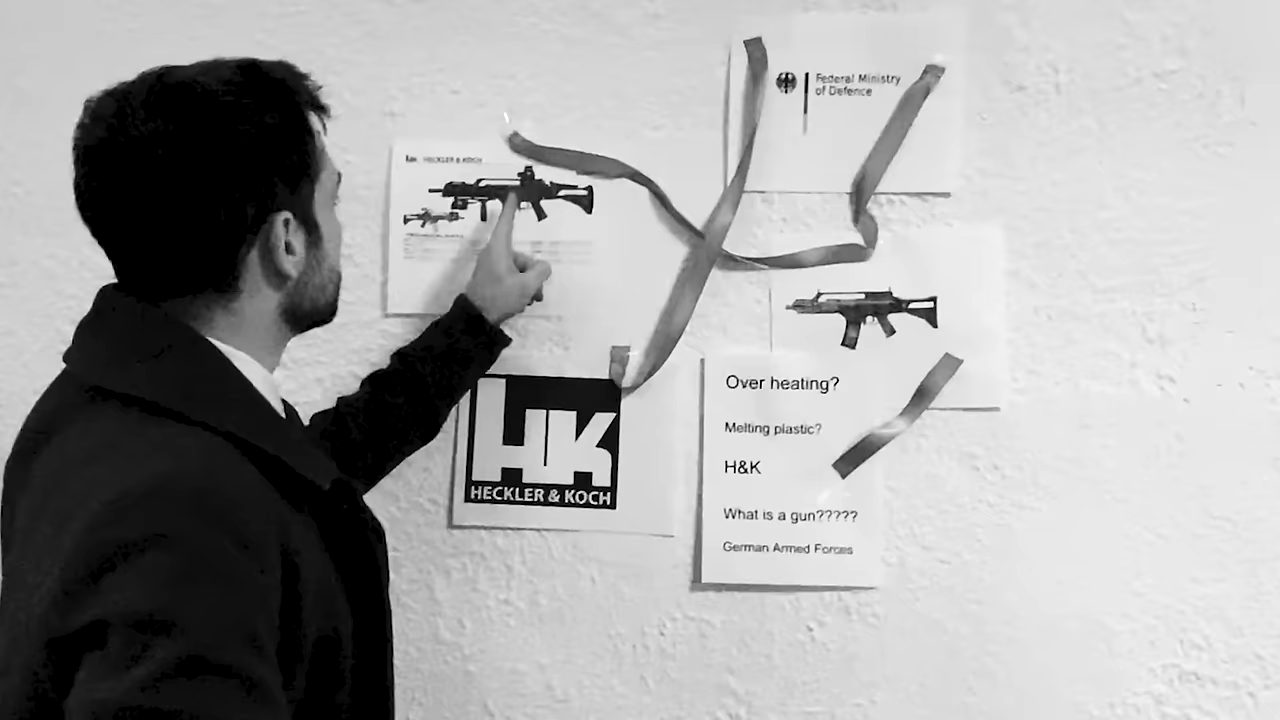 HECKLER & KOCH
Federal Ministry
of Defence
HK
HECKLER & KOCH
Over heating?
Melting plastic?
H&K
What is a gun?????
German Armed Forces